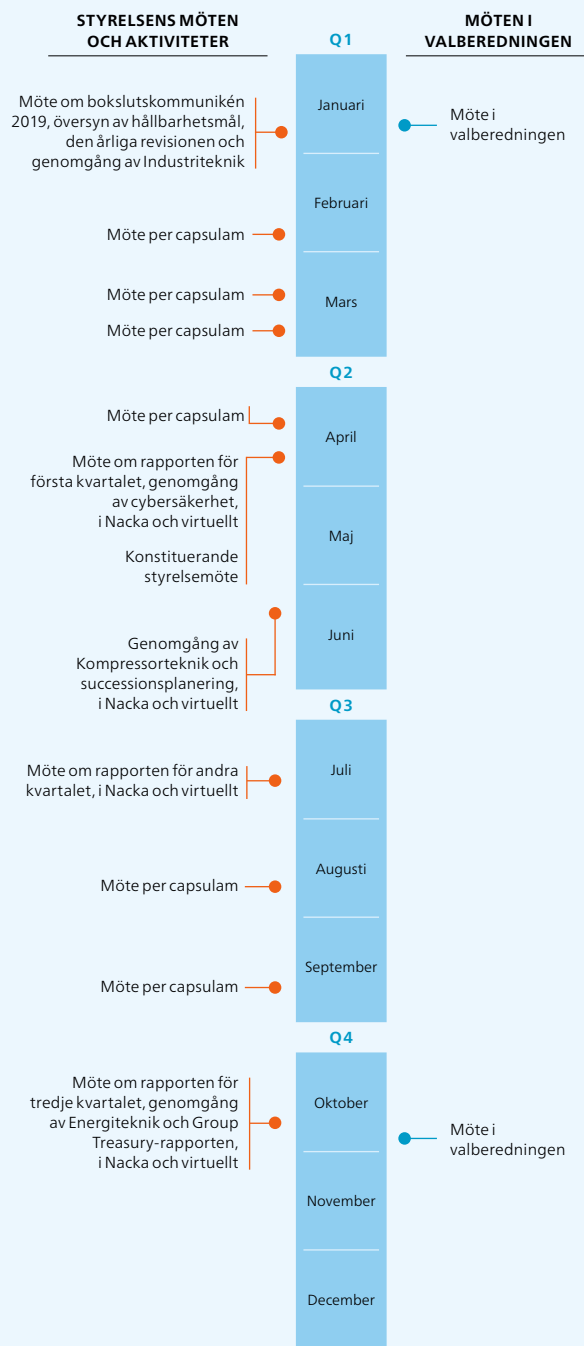 STYRELSENS MÖTEN
OCH AKTIVITETER
MÖTEN I
VALBEREDNINGEN
Q1
Januari
Möte om bokslutskommunikén
2019, översyn av hållbarhetsmål,
den årliga revisionen och
genomgång av Industriteknik
Möte i
valberedningen
Februari
Möte per capsulam
Mars
Möte per capsulam
Möte per capsulam
Q2
April
Möte per capsulam
Möte om rapporten för
första kvartalet, genomgång
av cybersäkerhet,
i Nacka och virtuellt
Konstituerande
styrelsemöte
Maj
Juni
Genomgång av
Kompressorteknik och
successionsplanering,
i Nacka och virtuellt
Q3
Juli
Möte om rapporten för andra
kvartalet, i Nacka och virtuellt
Augusti
Möte per capsulam
September
Möte per capsulam
Q4
Oktober
Möte om rapporten för
tredje kvartalet, genomgång
av Energiteknik och Group
Treasury-rapporten,
i Nacka och virtuellt
Möte i
valberedningen
November
December